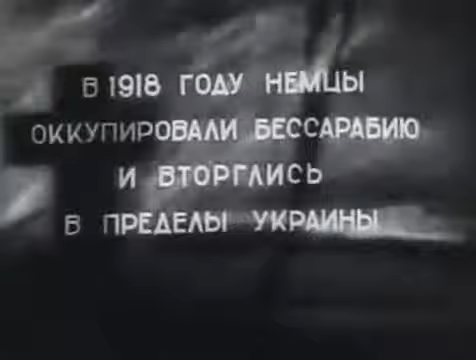 В 1918 ГОДУ НЕМЦЫ
ОККУПИРОВАЛИ БЕССАРАБИЮ
И ВТОРГЛИСЬ
В ПРЕДЕЛЫ УКРАИНЫ